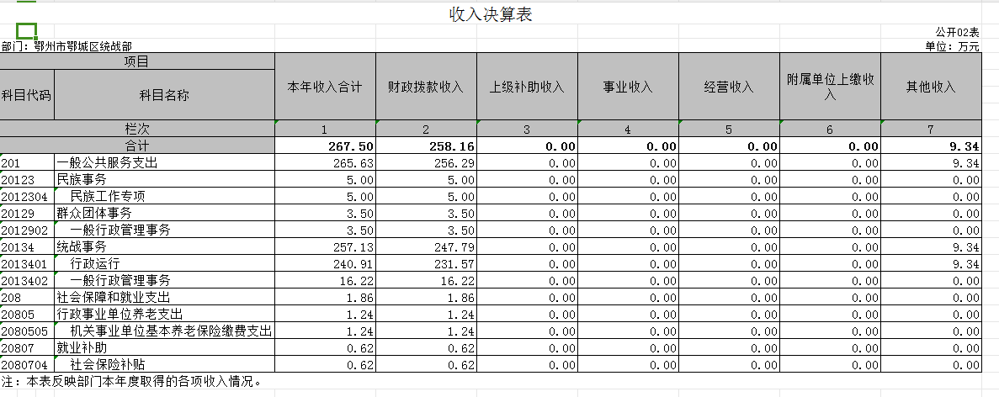 收入决算表
公开02表
部门：鄂州市鄂城区统战部 单位：万元
项目 本年收入合计 财政拨款收入 上级补助收入 事业收入 经营收入 附属单位上缴收入 其他收入
科目代码 科目名称
栏次 1 2 3 4 5 6 7
合计 267.50 258.16 0.00 0.00 0.00 0.00 9.34
201 一般公共服务支出 265.63 256.29 0.00 0.00 0.00 0.00 9.34
20123 民族事务 5.00 5.00 0.00 0.00 0.00 0.00 0.00
2012304 民族工作专项 5.00 5.00 0.00 0.00 0.00 0.00 0.00
20129 群众团体事务 3.50 3.50 0.00 0.00 0.00 0.00 0.00
2012902 一般行政管理事务 3.50 3.50 0.00 0.00 0.00 0.00 0.00
20134 统战事务 257.13 247.79 0.00 0.00 0.00 0.00 9.34
2013401 行政运行 240.91 231.57 0.00 0.00 0.00 0.00 9.34
2013402 一般行政管理事务 16.22 16.22 0.00 0.00 0.00 0.00 0.00
208 社会保障和就业支出 1.86 1.86 0.00 0.00 0.00 0.00 0.00
20805 行政事业单位养老支出 1.24 1.24 0.00 0.00 0.00 0.00 0.00
2080505 机关事业单位基本养老保险缴费支出 1.24 1.24 0.00 0.00 0.00 0.00 0.00
20807 就业补助 0.62 0.62 0.00 0.00 0.00 0.00 0.00
2080704 社会保险补贴 0.62 0.62 0.00 0.00 0.00 0.00 0.00
注：本表反映部门本年度取得的各项收入情况。